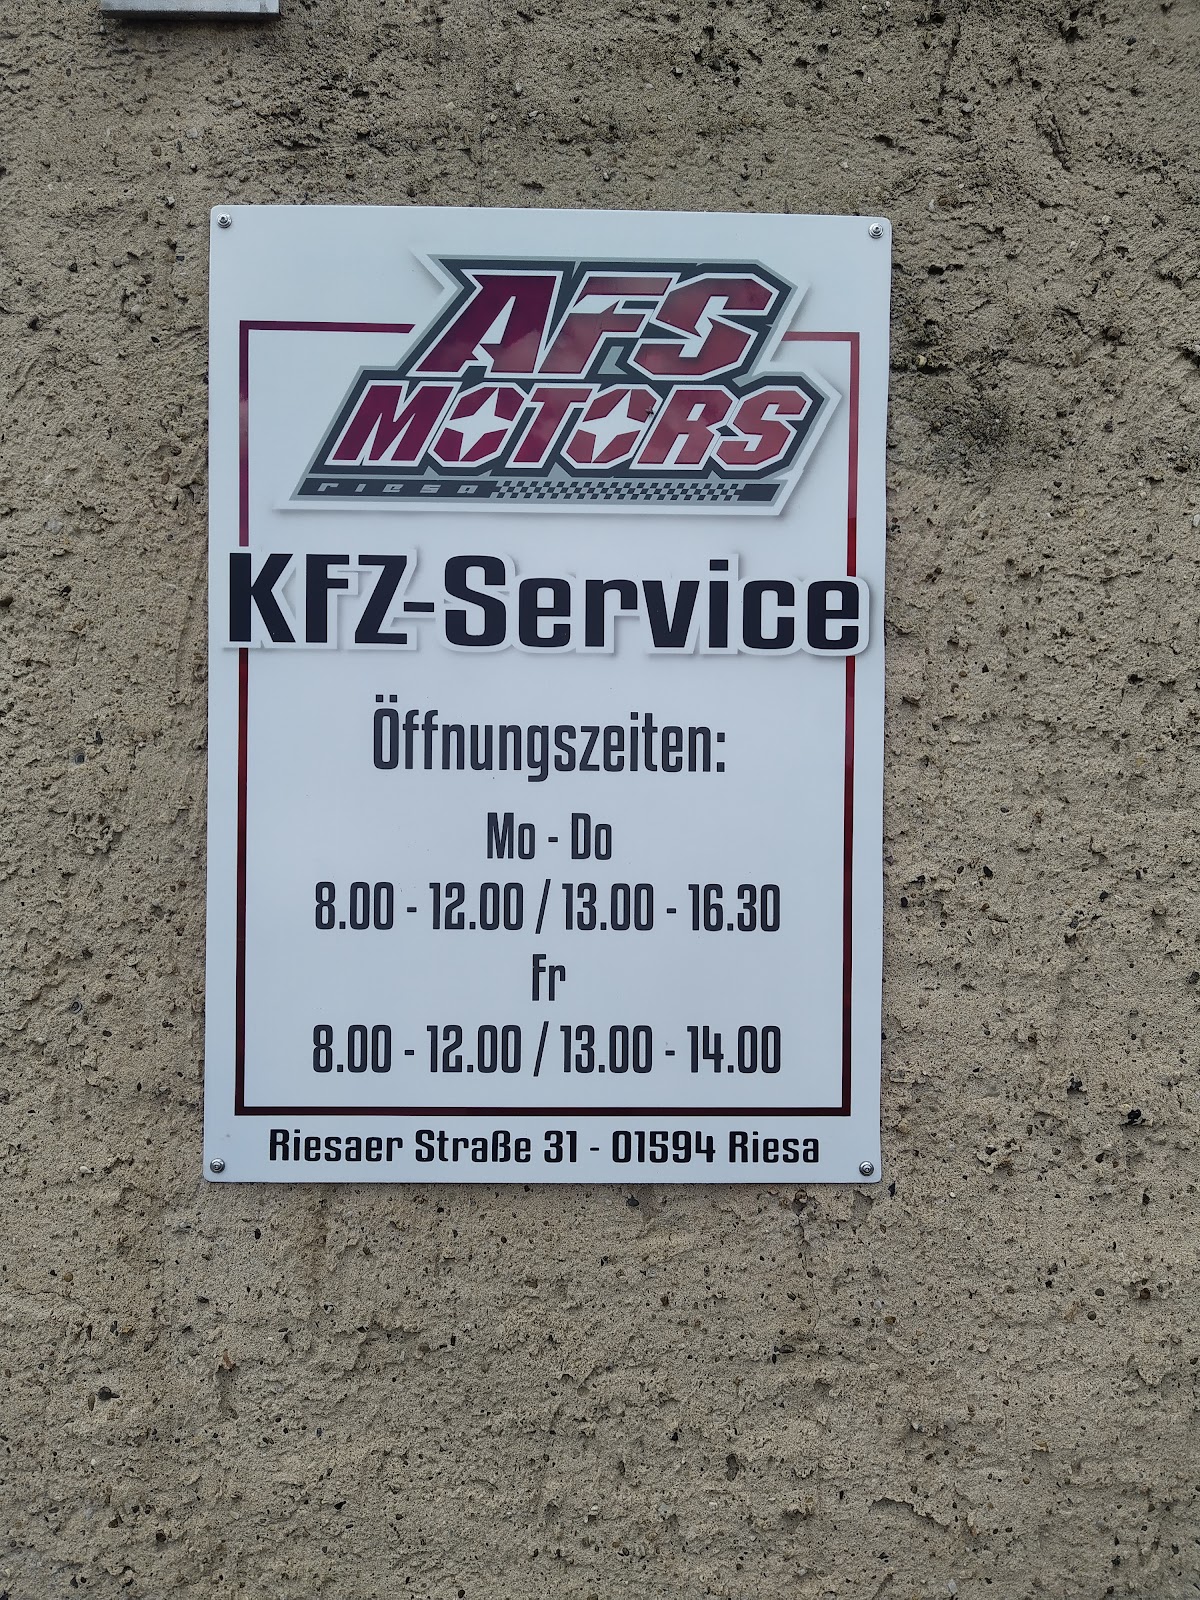 AFS
MOTORS
riesa
KFZ-Service
Öffnungszeiten:
Mo - Do
8.00 - 12.00 / 13.00 - 16.30
Fr
8.00 - 12.00 / 13.00 - 14.00
Riesaer Straße 31 - 01594 Riesa